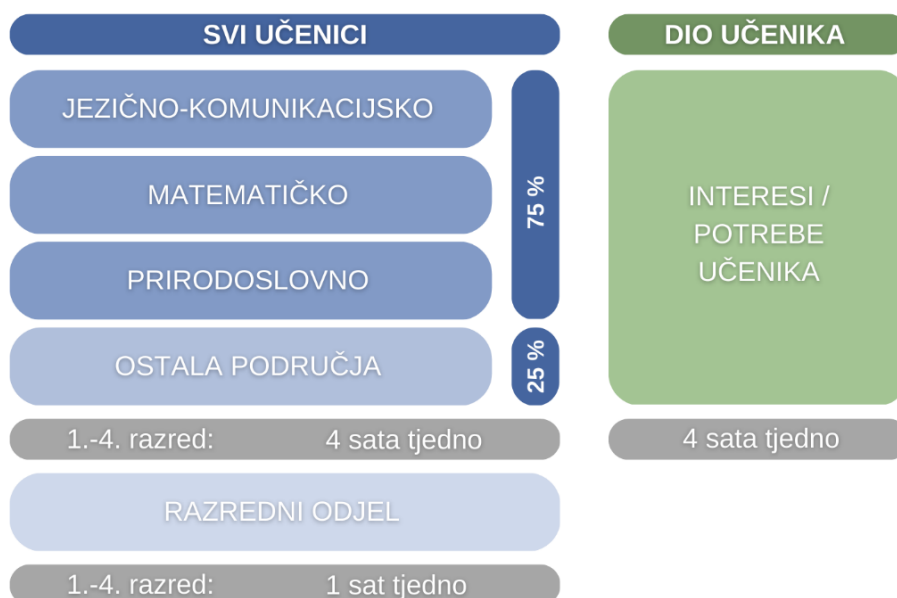 SVI UČENICI
JEZIČNO-KOMUNIKACIJSKO
MATEMATIČKO
PRIRODOSLOVNO
75 %
OSTALA PODRUČJA
25 %
1.-4. razred: 4 sata tjedno
RAZREDNI ODJEL
1.-4. razred: 1 sat tjedno
DIO UČENIKA
INTERESI /
POTREBE
UČENIKA
4 sata tjedno